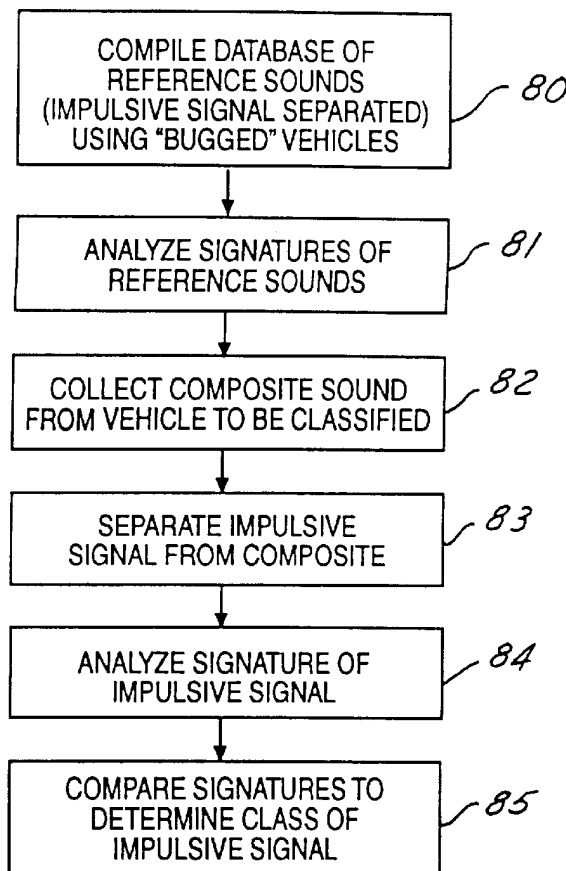 COMPILE DATABASE OF
REFERENCE SOUNDS
(IMPULSIVE SIGNAL SEPARATED)
USING "BUGGED" VEHICLES
80
ANALYZE SIGNATURES OF
REFERENCE SOUNDS
81
COLLECT COMPOSITE SOUND
FROM VEHICLE TO BE CLASSIFIED
82
SEPARATE IMPULSIVE
SIGNAL FROM COMPOSITE
83
ANALYZE SIGNATURE OF
IMPULSIVE SIGNAL
84
COMPARE SIGNATURES TO
DETERMINE CLASS OF
IMPULSIVE SIGNAL
85